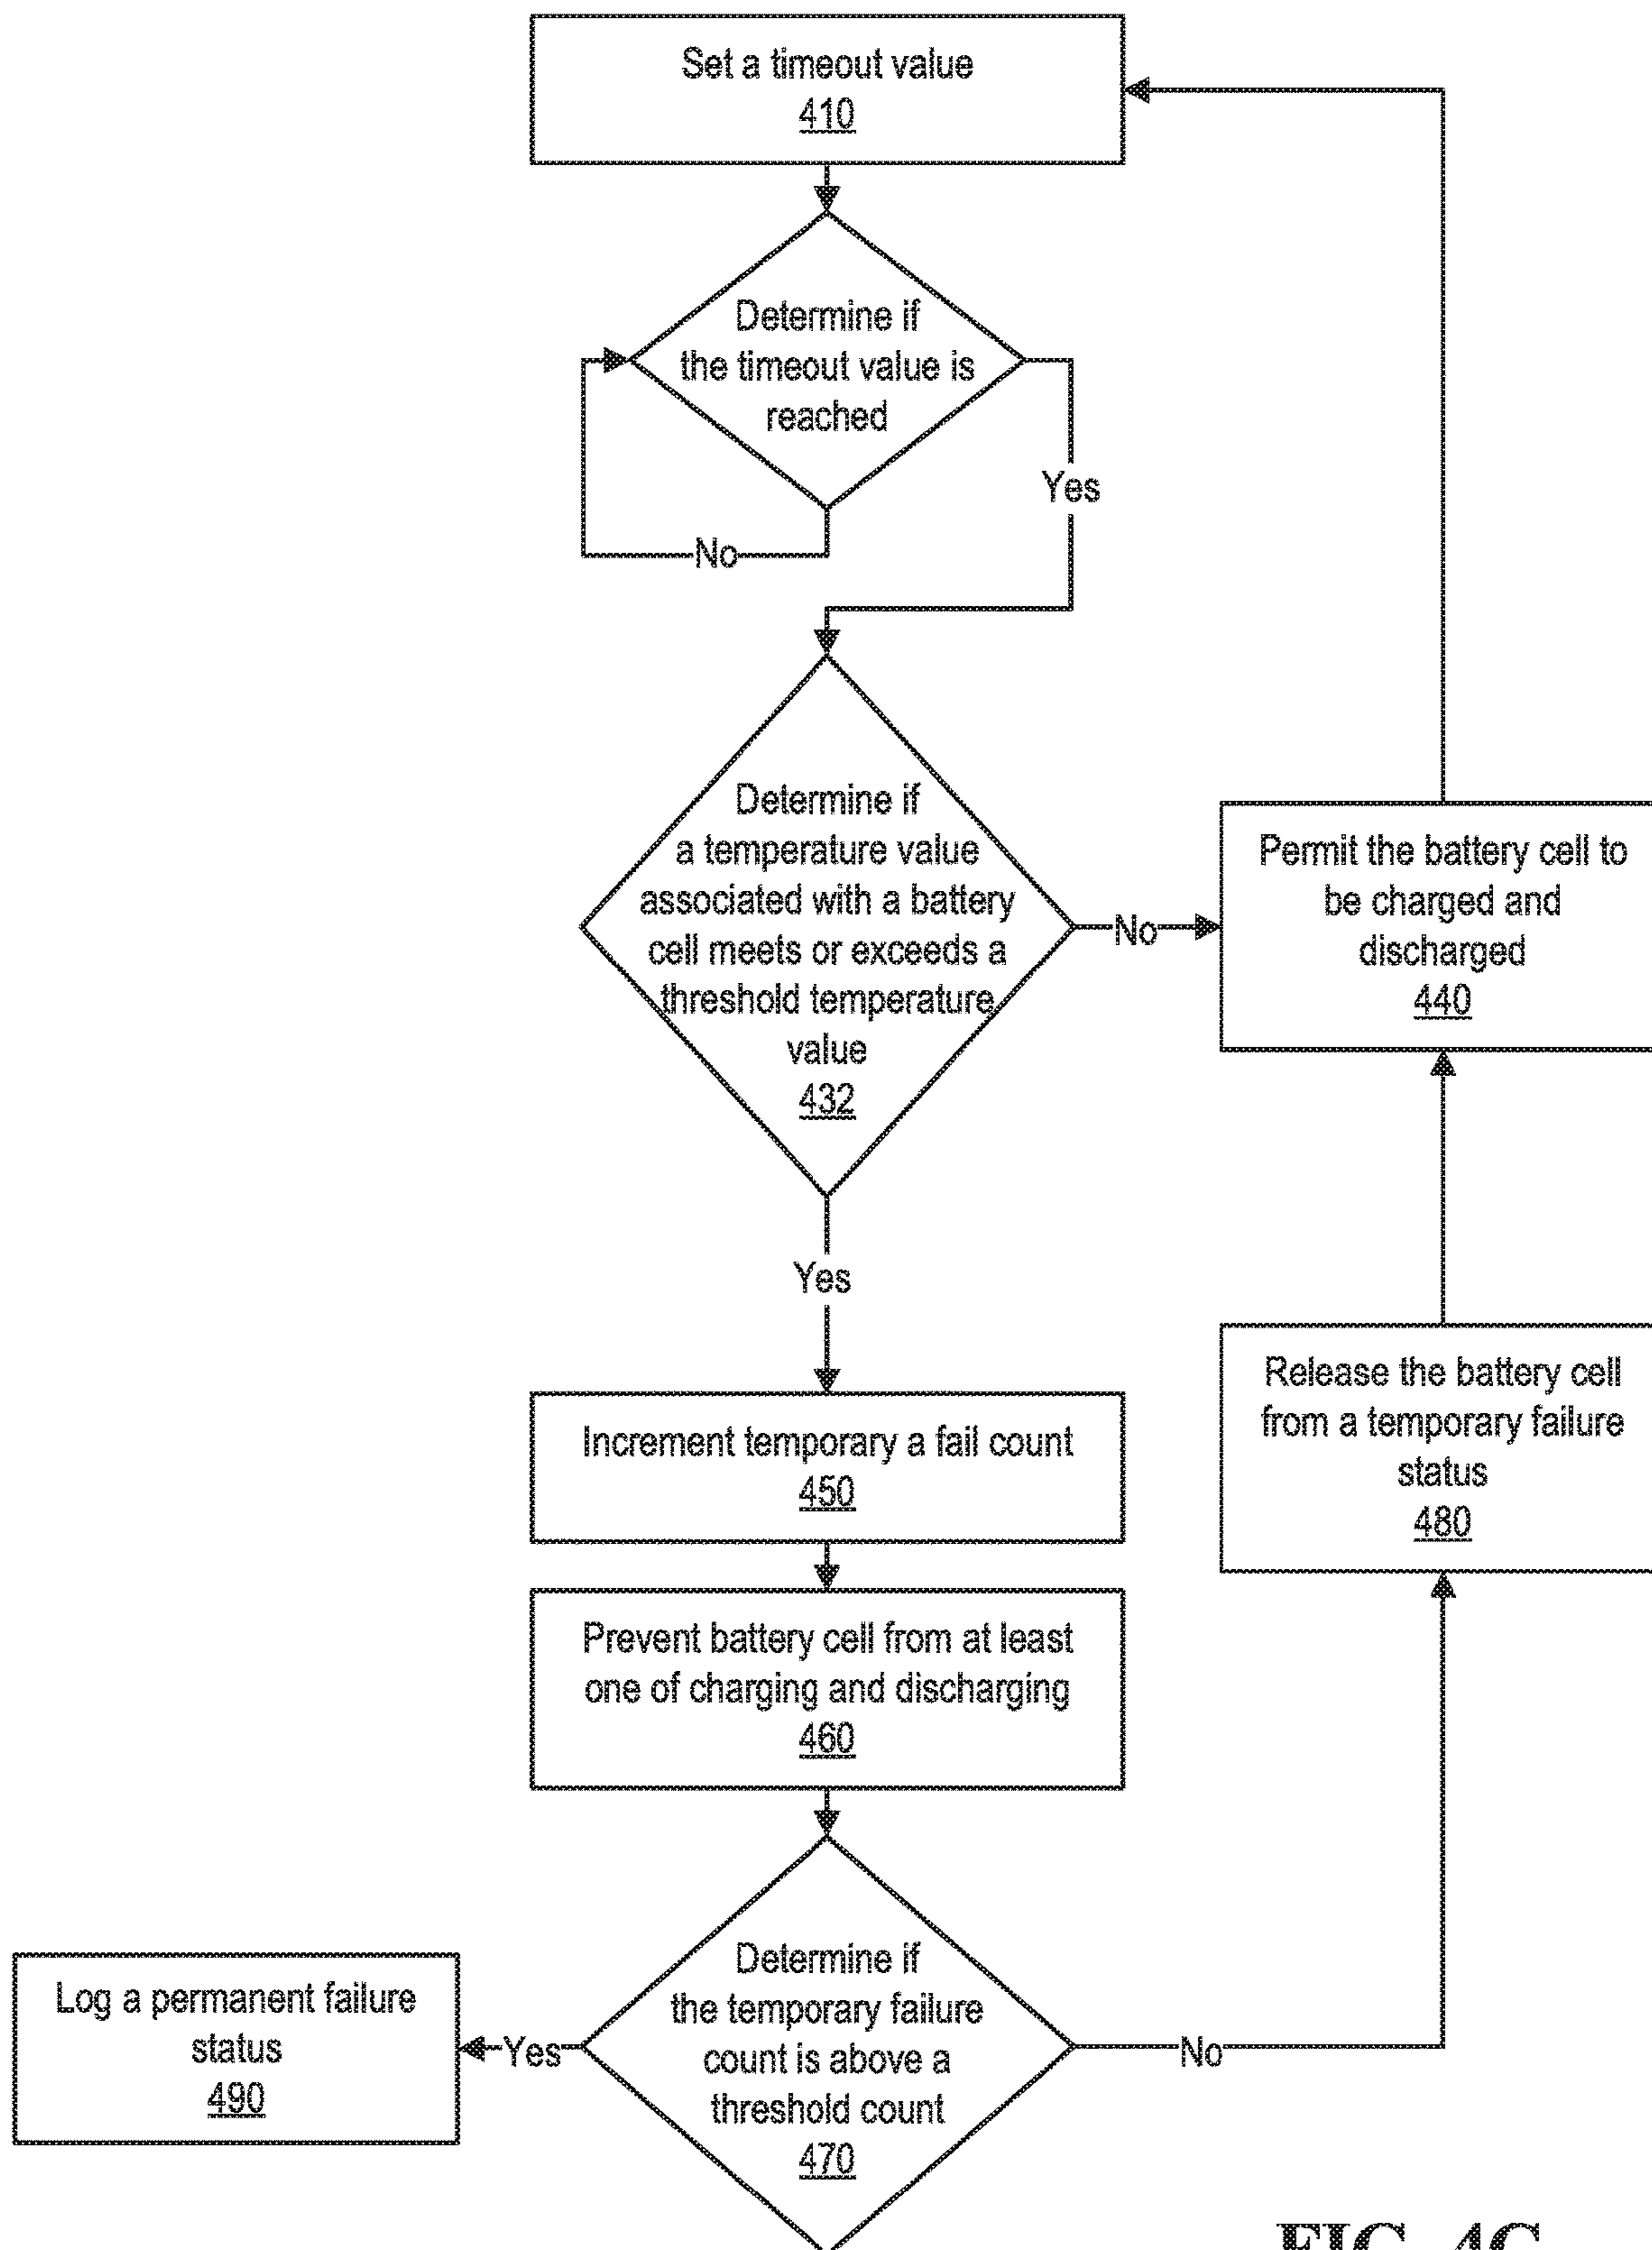 Set a timeout value
410
Determine if
the timeout value is
reached
Yes
No
Determine if
a temperature value
associated with a battery
cell meets or exceeds a
threshold temperature
value
432
No
Permit the battery cell to
be charged and
discharged
440
Yes
Increment temporary a fail count
450
Release the battery cell
from a temporary failure
status
480
Prevent battery cell from at least
one of charging and discharging
460
Determine if
the temporary failure
count is above a
threshold count
470
Yes
No
Log a permanent failure
status
490
FIG. 4C